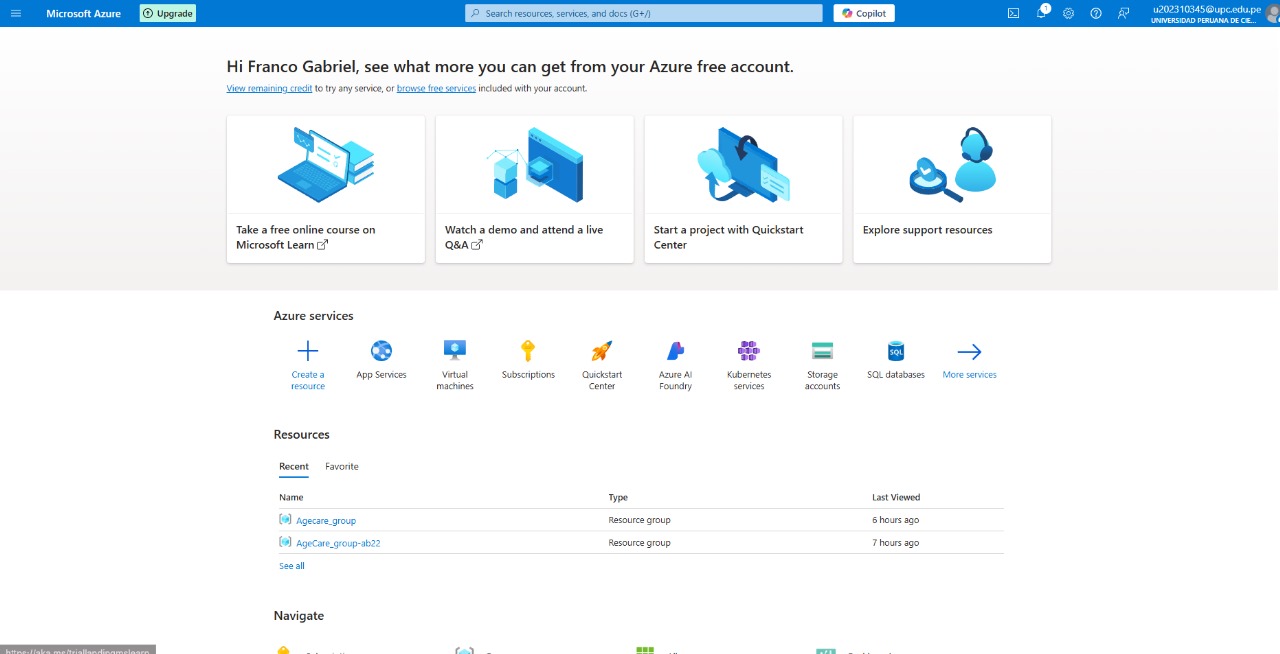 Microsoft Azure
Upgrade
Search resources, services, and docs (G+/)
Copilot
1
u202310345@upc.edu.pe
UNIVERSIDAD PERUANA DE CIE...
Hi Franco Gabriel, see what more you can get from your Azure free account.
View remaining credit to try any service, or browse free services included with your account.
Take a free online course on
Microsoft Learn
Watch a demo and attend a live
Q&A
Start a project with Quickstart
Center
Explore support resources
Azure services
Create a
resource
App Services
Virtual
machines
Subscriptions
Quickstart
Center
Azure AI
Foundry
Kubernetes
services
Storage
accounts
SQL
SQL databases
More services
Resources
Recent
Favorite
Name Type Last Viewed
Agecare_group Resource group 6 hours ago
AgeCare_group-ab22 Resource group 7 hours ago
See all
Navigate